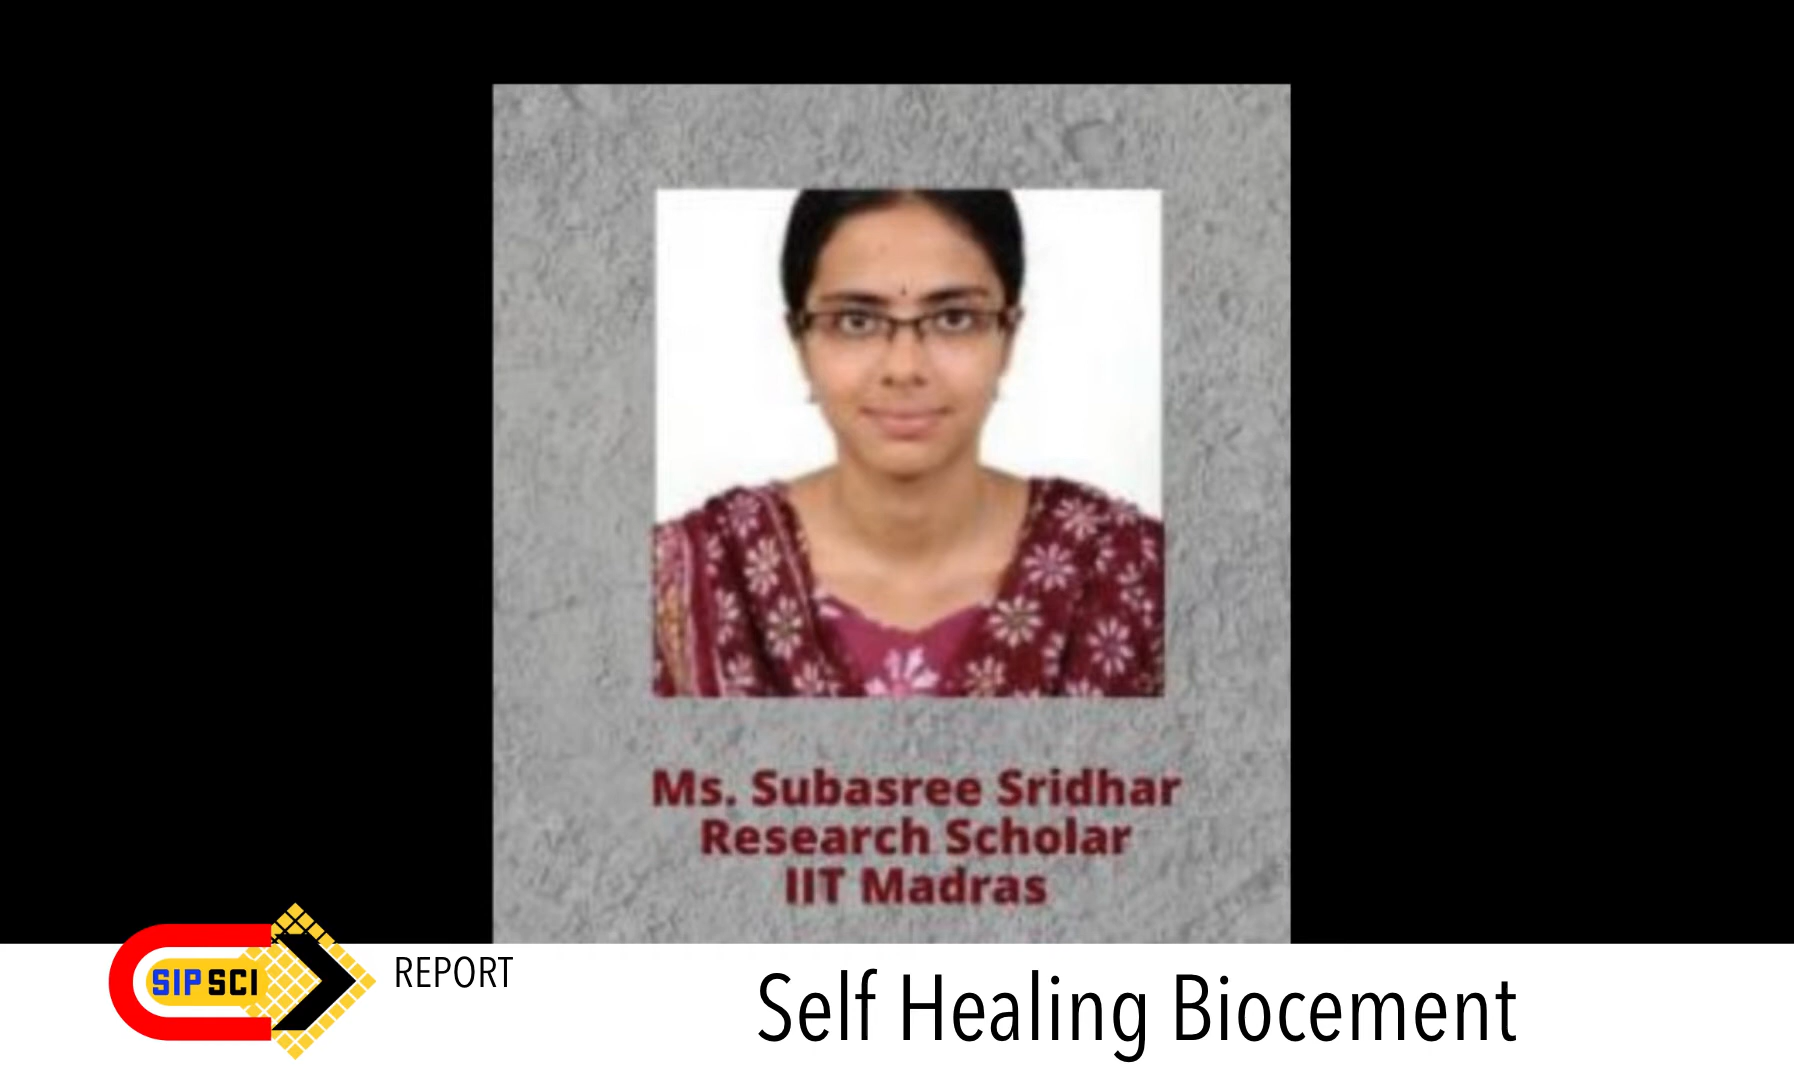 Ms. Subasree Sridhar
Research Scholar
IIT Madras
SIP SCI
REPORT
Self Healing Biocement